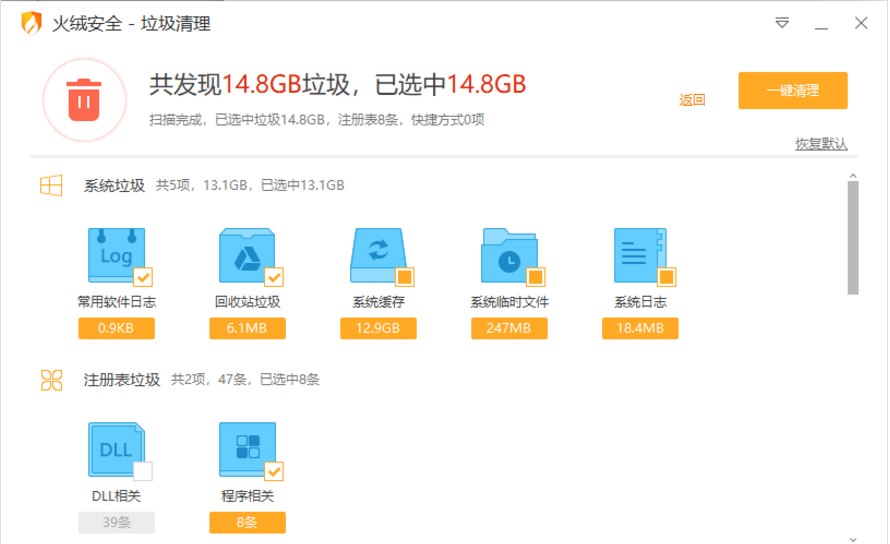 火绒安全 - 垃圾清理
共发现14.8GB垃圾，已选中14.8GB
扫描完成，已选中垃圾14.8GB，注册表8条，快捷方式0项
返回
一键清理
恢复默认
系统垃圾 共5项，13.1GB，已选中13.1GB
Log
常用软件日志 回收站垃圾 系统缓存 系统临时文件 系统日志
0.9KB 6.1MB 12.9GB 247MB 18.4MB
注册表垃圾 共2项，47条，已选中8条
DLL
DLL相关 程序相关
39条 8条